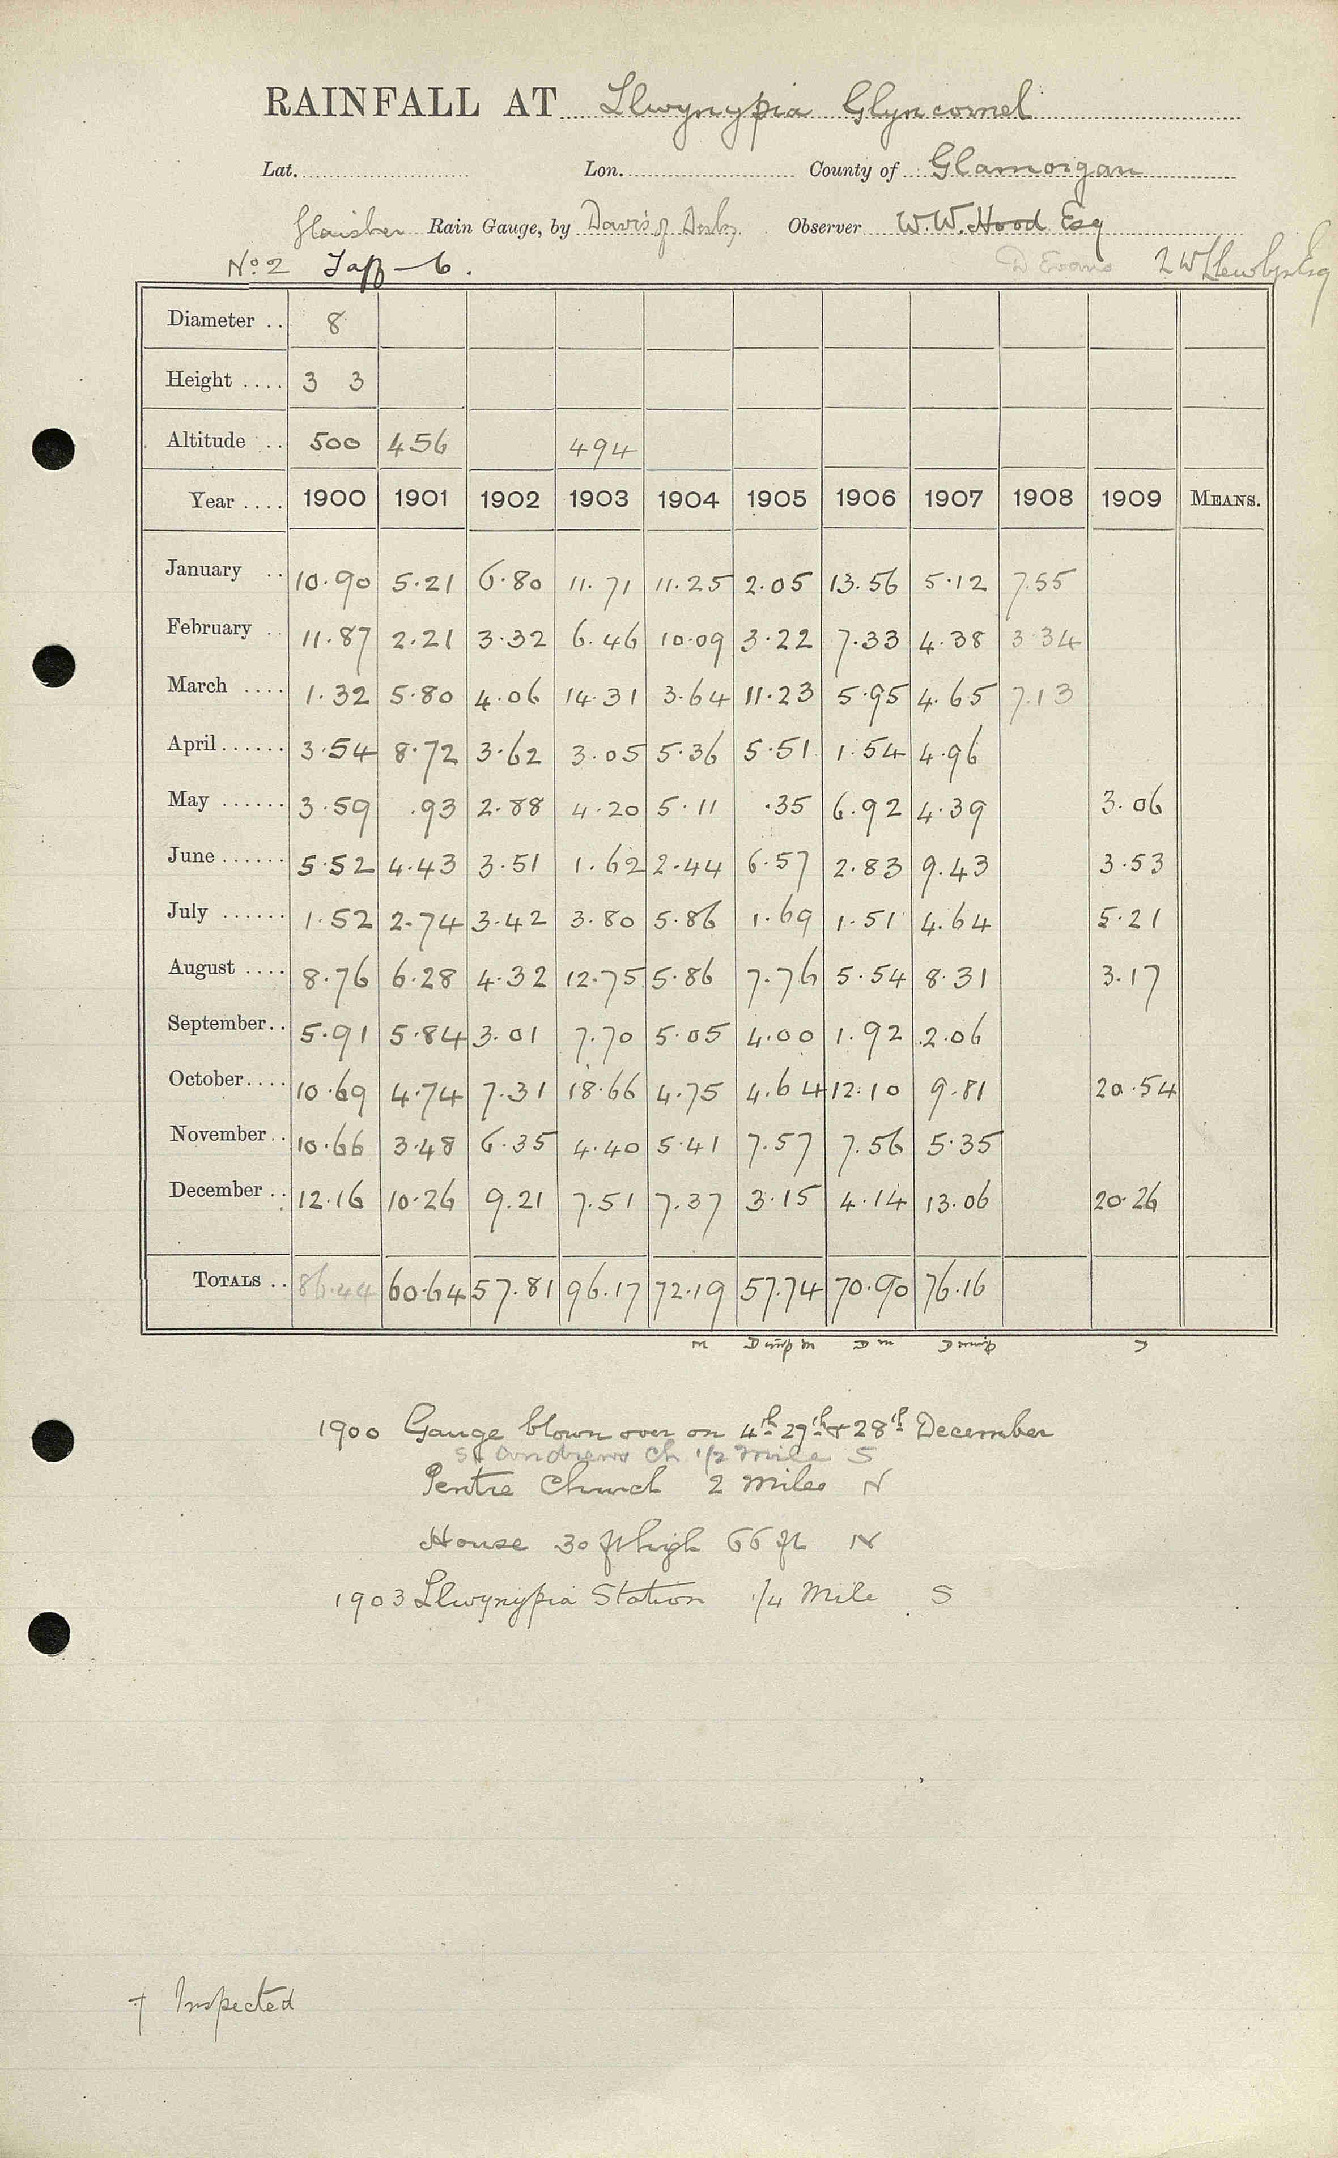 RAINFALL AT Llwynypia Glyncornel
Lat. Lon. County of Glamorgan
Glaisher Rain Gauge, by Davis of Derby Observer W.W. Hood Esq
No. 2 Taff - 6. D Evans 2 W Llewelyn Esq
Diameter .. 8
Height .... 3 3
Altitude .. 500 456 494
Year .... 1900 1901 1902 1903 1904 1905 1906 1907 1908 1909 MEANS.
January .. 10.90 5.21 6.80 11.71 11.25 2.05 13.56 5.12 7.55
February .. 11.87 2.21 3.32 6.46 10.09 3.22 7.33 4.38 3.34
March .... 1.32 5.80 4.06 14.31 3.64 11.23 5.95 4.65 7.13
April ...... 3.54 8.72 3.62 3.05 5.36 5.51 1.54 4.96
May ...... 3.59 .93 2.88 4.20 5.11 .35 6.92 4.39 3.06
June ...... 5.52 4.43 3.51 1.62 2.44 6.57 2.83 9.43 3.53
July ...... 1.52 2.74 3.42 3.80 5.86 1.69 1.51 4.64 5.21
August .... 8.76 6.28 4.32 12.75 5.86 7.76 5.54 8.31 3.17
September .. 5.91 5.84 3.01 7.70 5.05 4.00 1.92 2.06
October .... 10.69 4.74 7.31 18.66 4.75 4.64 12.10 9.81 20.54
November .. 10.66 3.48 6.35 4.40 5.41 7.57 7.56 5.35
December .. 12.16 10.26 9.21 7.51 7.37 3.15 4.14 13.06 20.26
TOTALS .. 86.44 60.64 57.81 96.17 72.19 57.74 70.90 76.16
1900 Gauge blown over on 4th 27th & 28th December
St Andrews Ch 1/2 mile S
Pentre Church 2 Miles N
House 30 ft high 66 ft N
1903 Llwynypia Station 1/4 Mile S
† Inspected